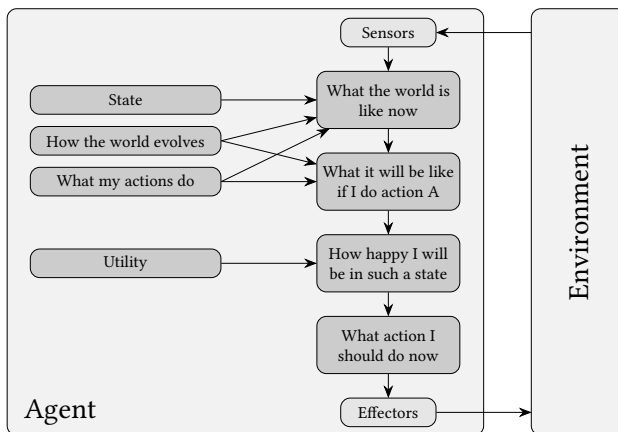 Sensors
What the world is
like now
State
How the world evolves
What my actions do
What it will be like
if I do action A
Utility
How happy I will
be in such a state
What action I
should do now
Agent
Effectors
Environment